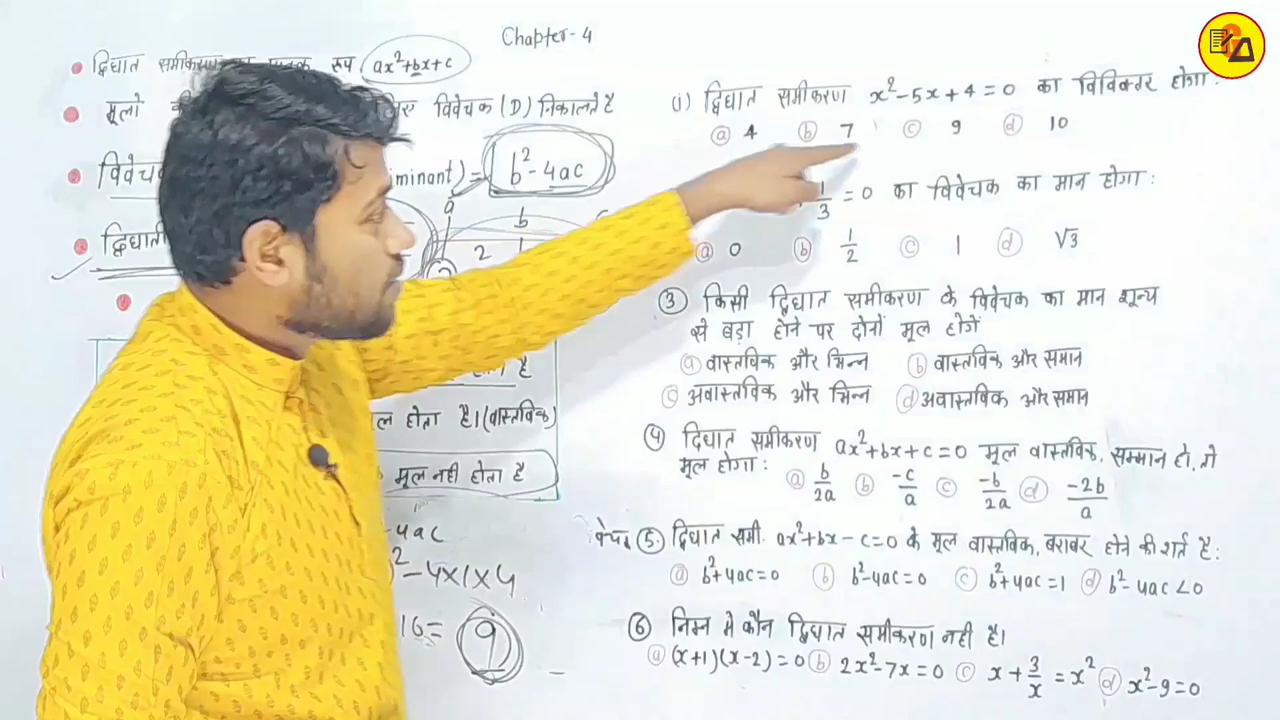 Chapter-4
द्विघात समीकरण का रूप ax²+bx+c
मूलो विवेचक (D) निकालते है
विवेच iminant) = b²-4ac
a b
द्विघाती 2
है
ल होता है। (वास्तविक)
मूल नही होता है
-4ac
)²-4×1×4
16= 9
(i) द्विघात समीकरण x²-5x+4=0 का विविक्तर होगा:
(a) 4 (b) 7 (c) 9 (d) 10
1/3 =0 का विवेचक का मान होगा:
(a) 0 (b) 1/2 (c) 1 (d) √3
(3) किसी द्विघात समीकरण के विवेचक का मान शून्य
से बड़ा होने पर दोनों मूल होगें
(a) वास्तविक और भिन्न (b) वास्तविक और समान
(c) अवास्तविक और भिन्न (d) अवास्तविक और समान
(4) द्विघात समीकरण ax²+bx+c=0 मूल वास्तविक, सम्मान हो, तो
मूल होगा: (a) b/2a (b) -c/a (c) -b/2a (d) -2b/a
(5) द्विघात समी. ax²+bx-c=0 के मूल वास्तविक, बराबर होने की शर्त है:
(a) b²+4ac=0 (b) b²-4ac=0 (c) b²+4ac=1 (d) b²-4ac<0
(6) निम्न मे कौन द्विघात समीकरण नही है।
(a) (x+1)(x-2)=0 (b) 2x²-7x=0 (c) x+3/x=x² (d) x²-9=0